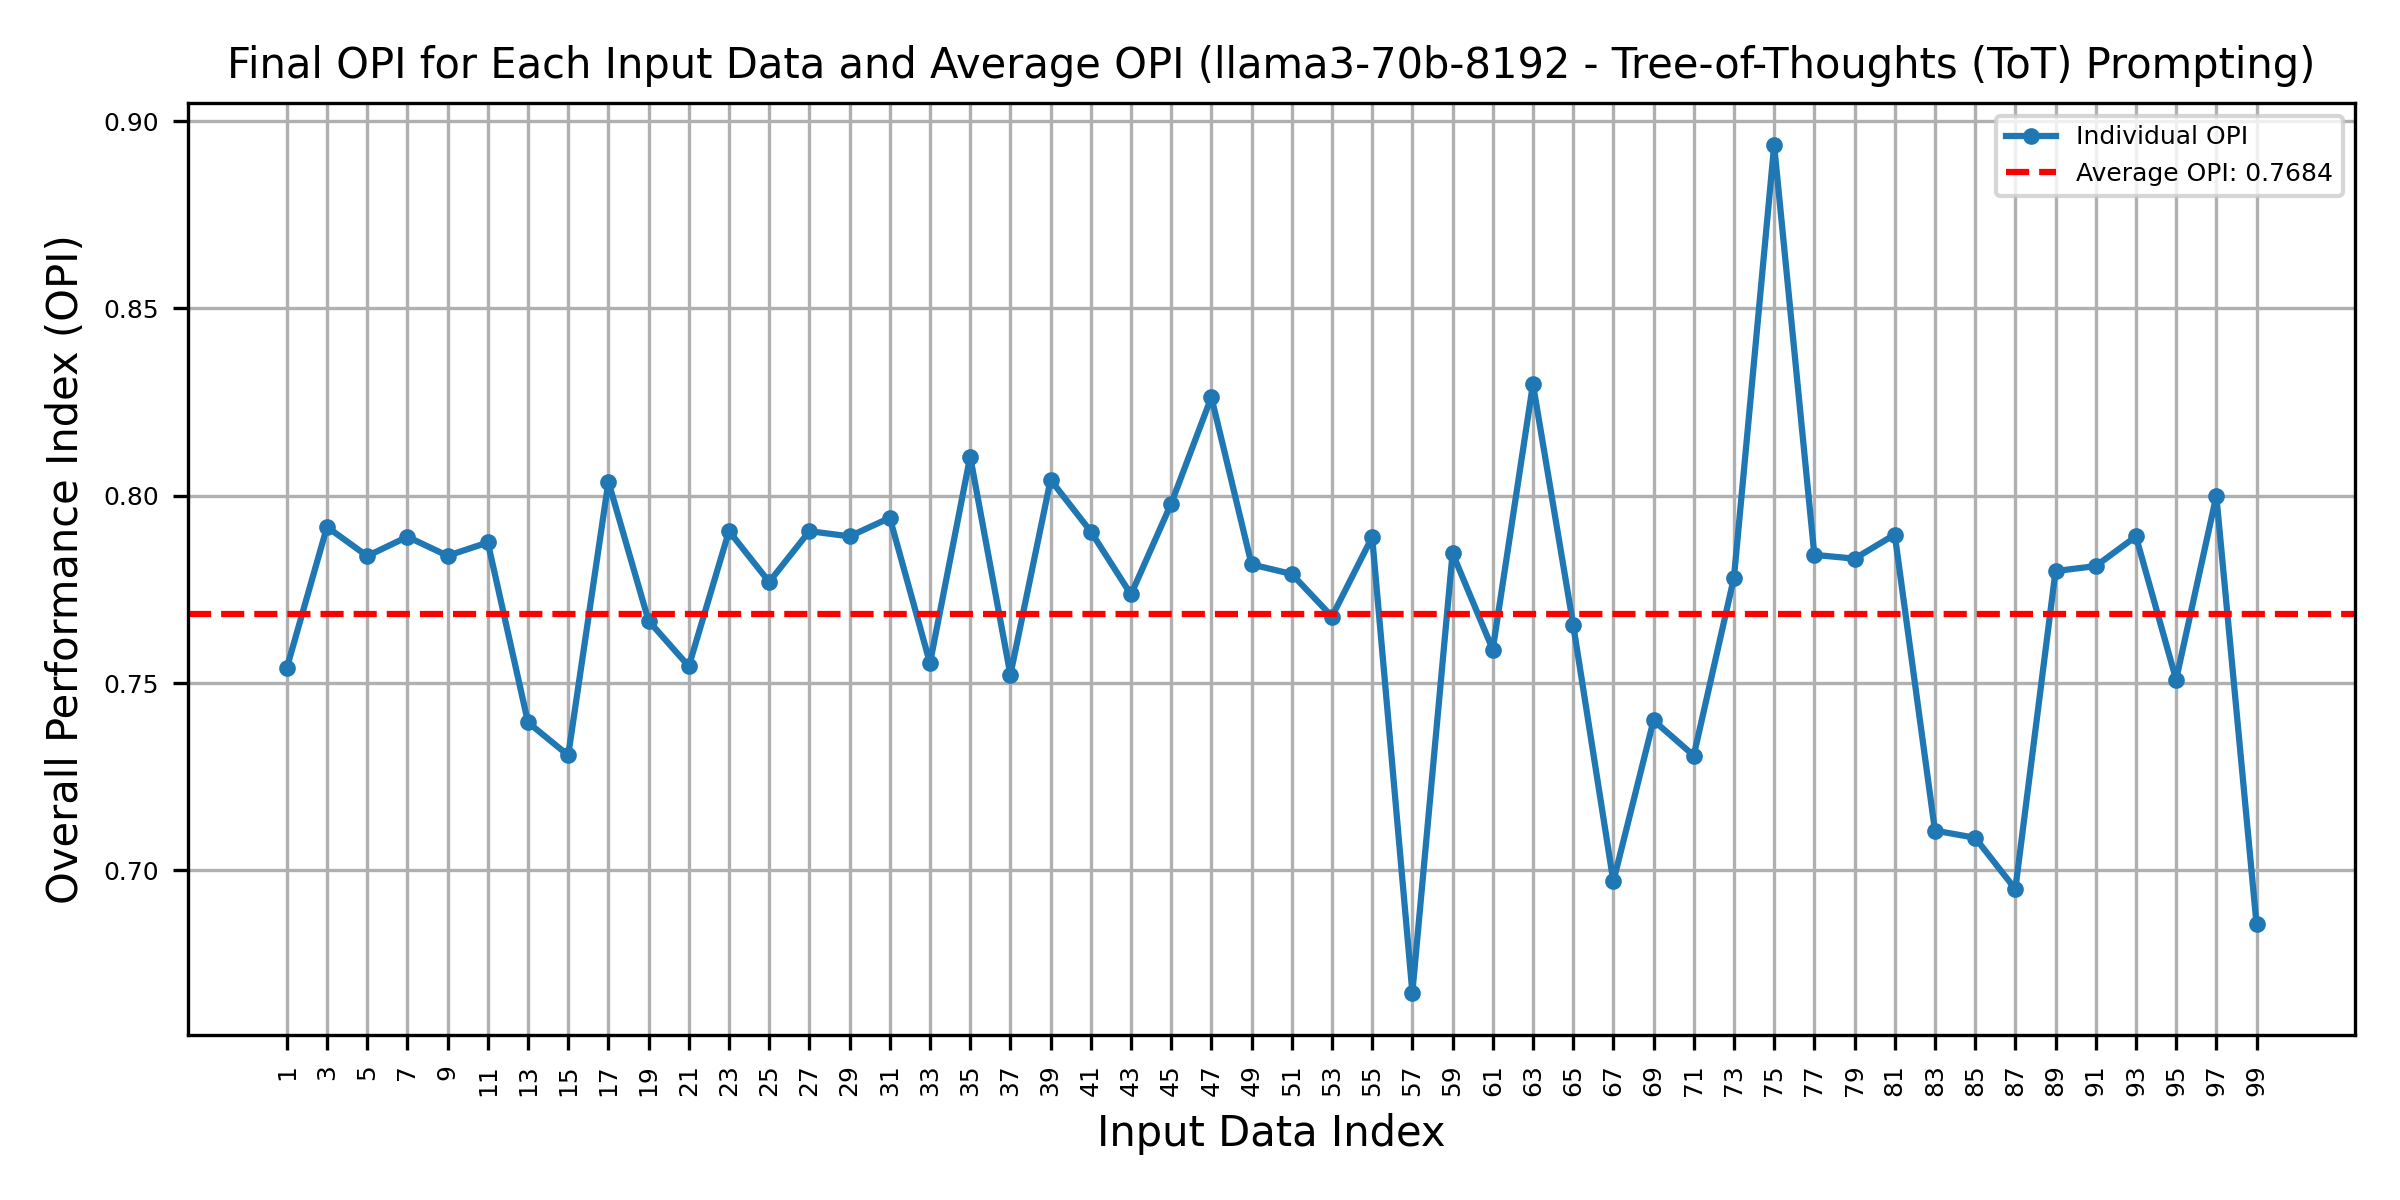 Final OPI for Each Input Data and Average OPI (llama3-70b-8192 - Tree-of-Thoughts (ToT) Prompting)
Overall Performance Index (OPI)
0.90
0.85
0.80
0.75
0.70
Individual OPI
Average OPI: 0.7684
1 3 5 7 9 11 13 15 17 19 21 23 25 27 29 31 33 35 37 39 41 43 45 47 49 51 53 55 57 59 61 63 65 67 69 71 73 75 77 79 81 83 85 87 89 91 93 95 97 99
Input Data Index